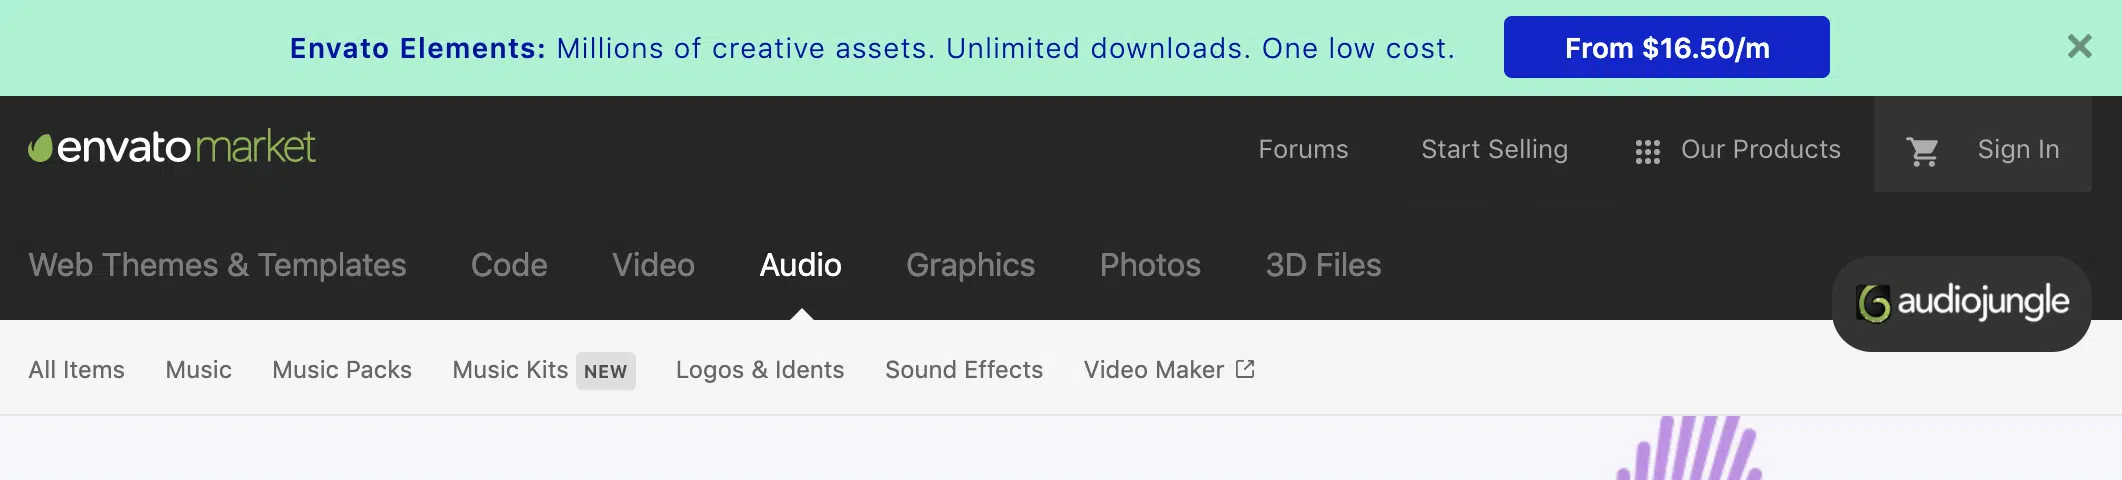 Envato Elements: Millions of creative assets. Unlimited downloads. One low cost. From $16.50/m
envato market Forums Start Selling Our Products Sign In
Web Themes & Templates Code Video Audio Graphics Photos 3D Files
audiojungle
All Items Music Music Packs Music Kits NEW Logos & Idents Sound Effects Video Maker